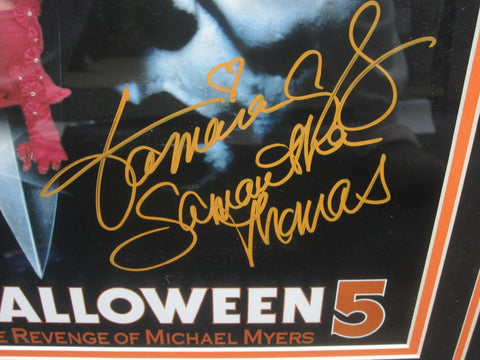 Samantha
Thomas
ALLOWEEN 5
E REVENGE OF MICHAEL MYERS